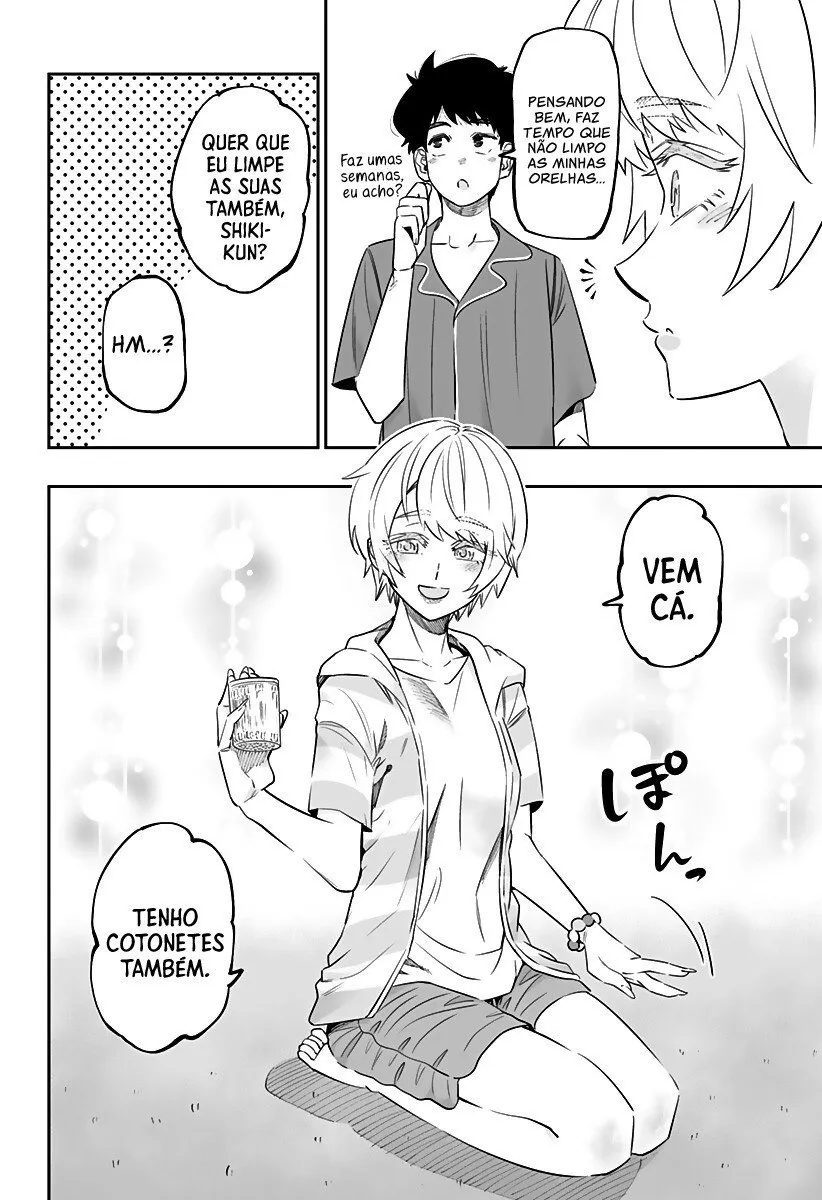 PENSANDO
BEM, FAZ
TEMPO QUE
NÃO LIMPO
AS MINHAS
ORELHAS...
Faz umas
semanas,
eu acho?
QUER QUE
EU LIMPE
AS SUAS
TAMBÉM,
SHIKI-
KUN?
HM...?
VEM
CÁ.
ぽんっ
TENHO
COTONETES
TAMBÉM.